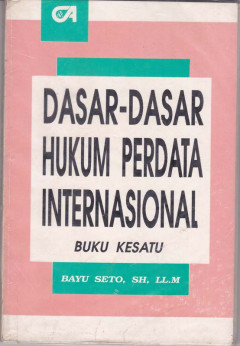 DASAR-DASAR
HUKUM PERDATA
INTERNASIONAL
BUKU KESATU
BAYU SETO, SH, LL.M